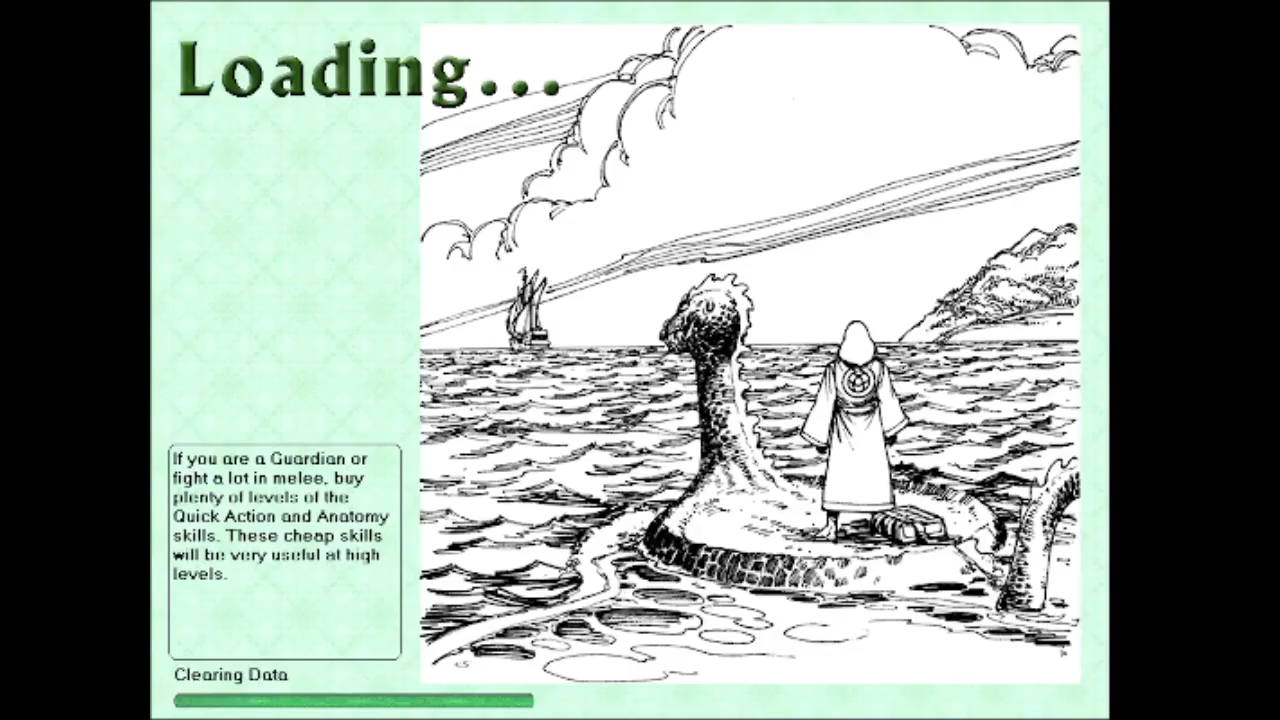 Loading...
If you are a Guardian or
fight a lot in melee, buy
plenty of levels of the
Quick Action and Anatomy
skills. These cheap skills
will be very useful at high
levels.
Clearing Data